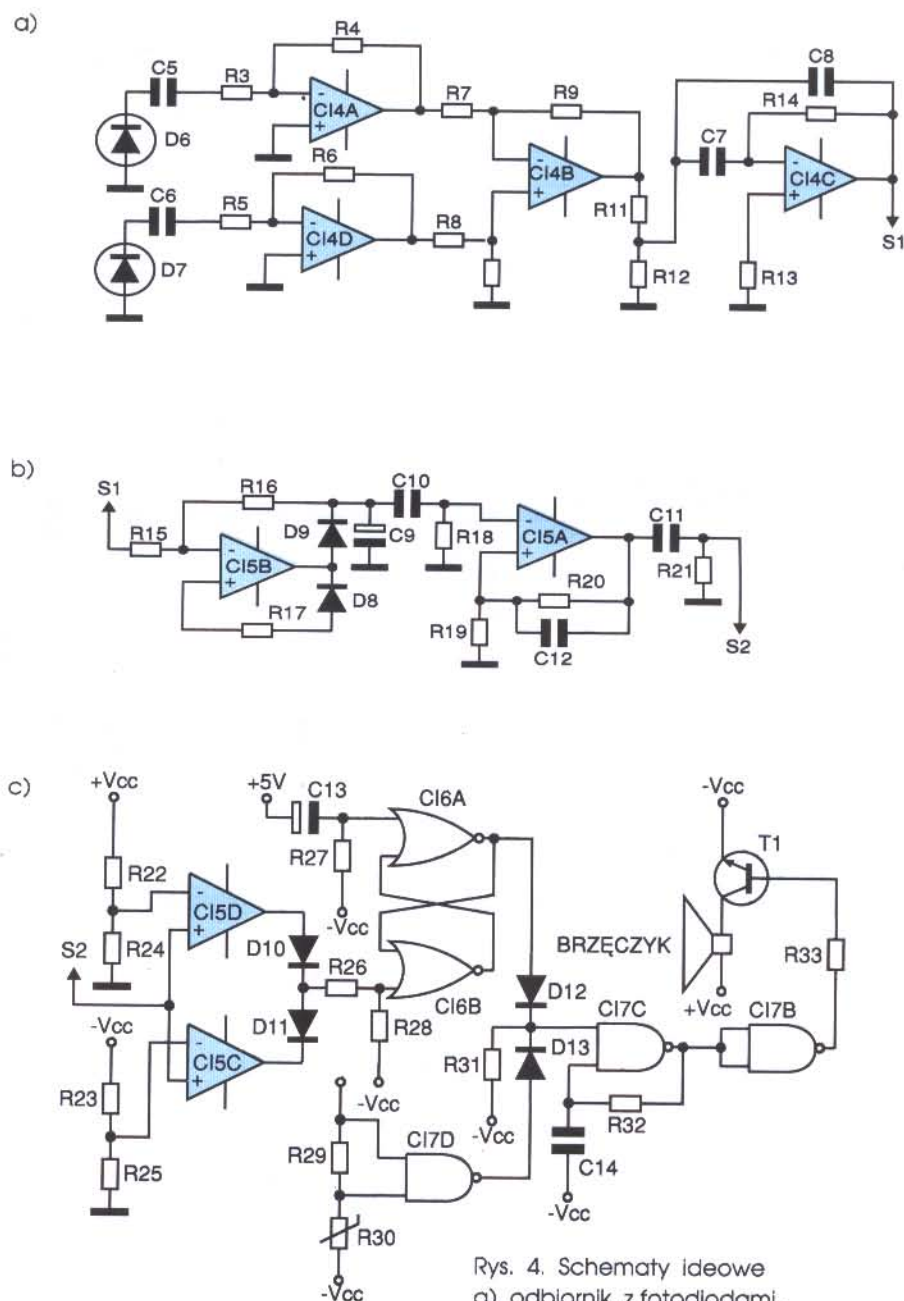 a)
R4
C5 R3
CI4A
D6
R7 R9
C8
R14
C7
CI4B
CI4C
R6
C6 R5
CI4D
D7
R8
R11
R12
R13
S1
b)
S1
R16
C10
R15
D9
C9
R18
CI5B
D8
R17
CI5A
C11
R20
R21
R19
C12
S2
c)
+Vcc
+5V
C13
CI6A
-Vcc
T1
R22
R27
CI5D
-Vcc
S2
R24
D10
R26
BRZĘCZYK
R33
-Vcc
CI6B
D12
+Vcc
CI7C
CI7B
D11
R28
CI5C
R31
D13
R23
-Vcc
-Vcc
R32
R25
R29
CI7D
C14
-Vcc
R30
-Vcc
Rys. 4. Schematy ideowe
a) odbiornik z fotodiodami